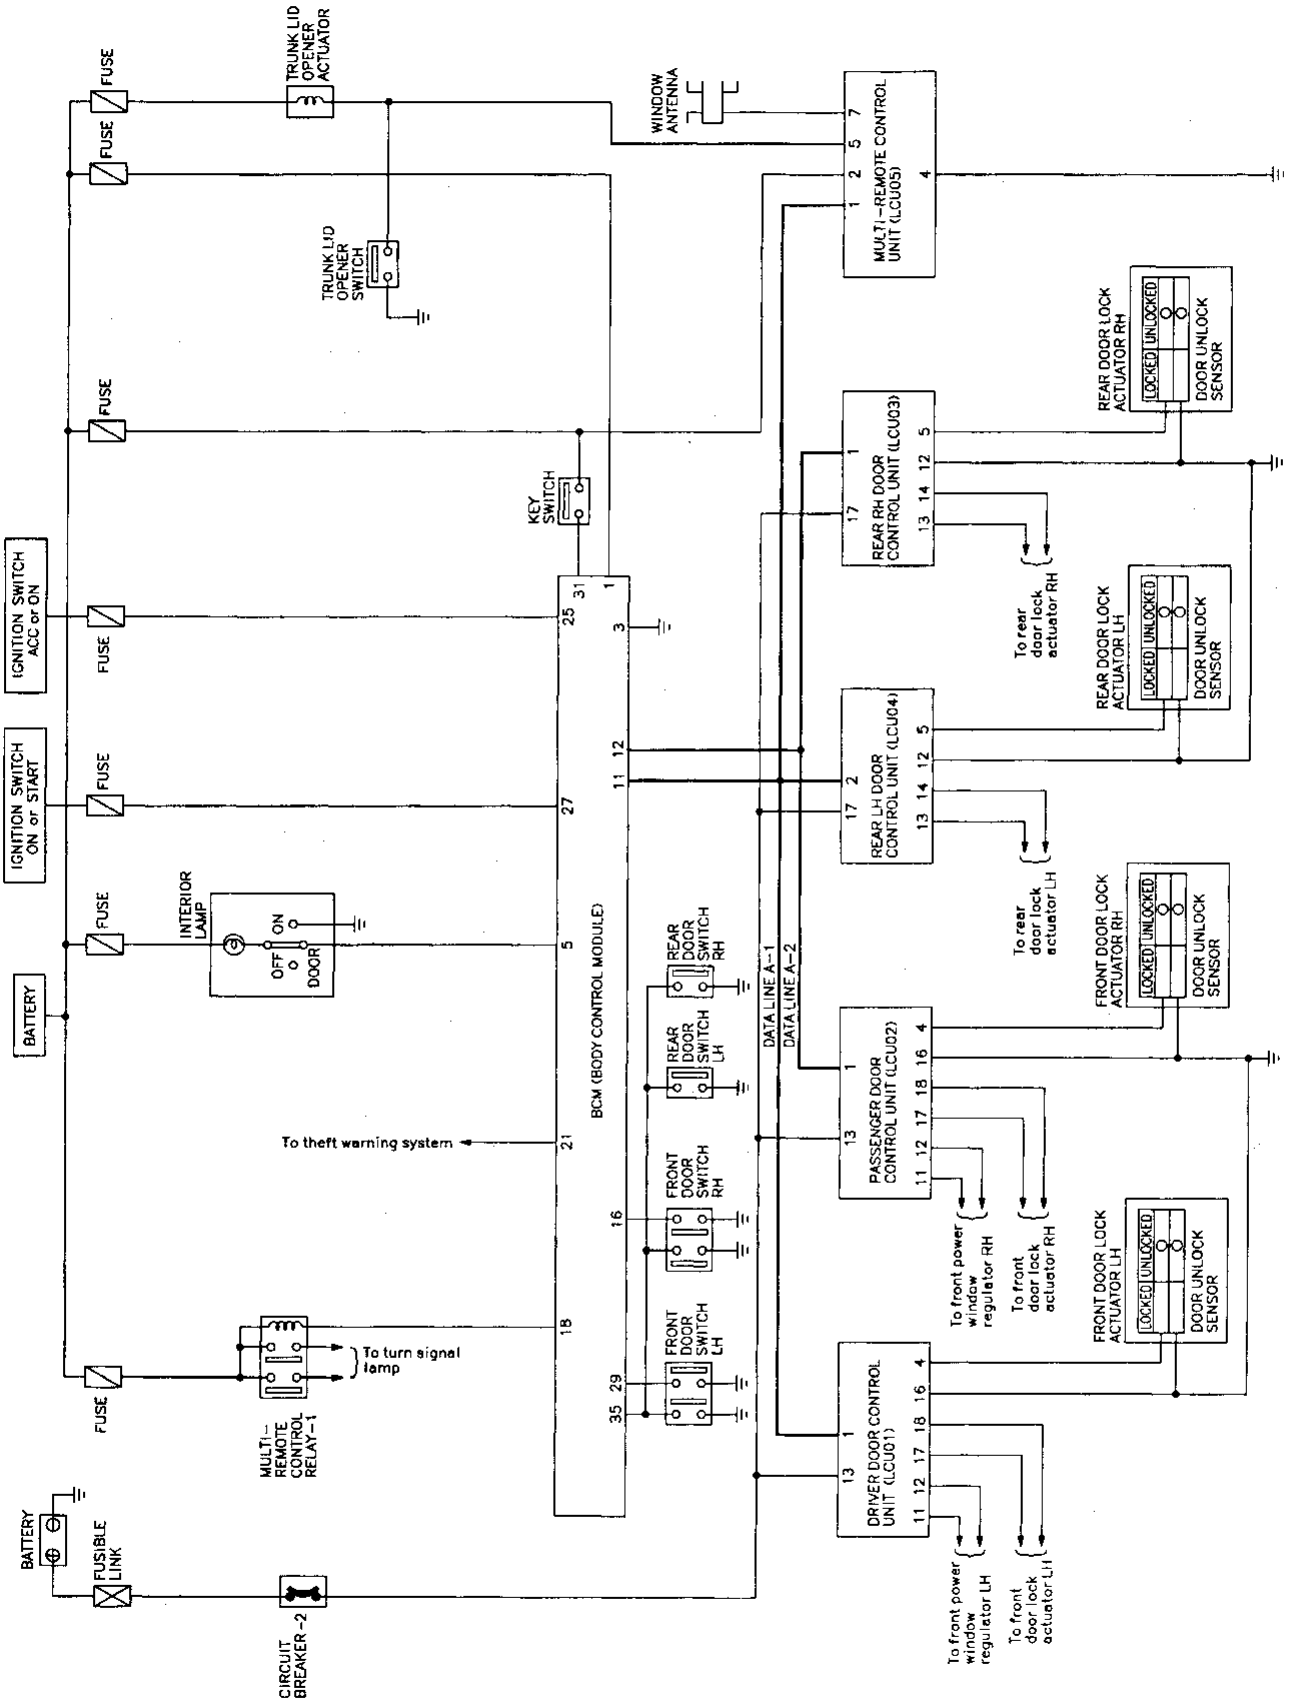 BATTERY
FUSIBLE
LINK
CIRCUIT
BREAKER -2
BATTERY
IGNITION SWITCH
ON or START
IGNITION SWITCH
ACC or ON
FUSE
FUSE
FUSE
FUSE
FUSE
FUSE
FUSE
MULTI-
REMOTE
CONTROL
RELAY-1
To turn signal
lamp
To theft warning system
INTERIOR
LAMP
OFF
ON
DOOR
KEY
SWITCH
TRUNK LID
OPENER
SWITCH
TRUNK LID
OPENER
ACTUATOR
WINDOW
ANTENNA
BCM (BODY CONTROL MODULE)
18
21
5
27
25
31
1
35
29
16
11
12
3
FRONT
DOOR
SWITCH
LH
FRONT
DOOR
SWITCH
RH
REAR
DOOR
SWITCH
LH
REAR
DOOR
SWITCH
RH
DATA LINE A-1
DATA LINE A-2
13
1
DRIVER DOOR CONTROL
UNIT (LCU01)
11
12
17
18
16
4
13
1
PASSENGER DOOR
CONTROL UNIT (LCU02)
11
12
17
18
16
4
17
2
REAR LH DOOR
CONTROL UNIT (LCU04)
13
14
12
5
17
1
REAR RH DOOR
CONTROL UNIT (LCU03)
13
14
12
5
1
2
5
7
MULTI-REMOTE CONTROL
UNIT (LCU05)
4
To front power
window
regulator LH
To front
door lock
actuator LH
To front power
window
regulator RH
To front
door lock
actuator RH
To rear
door lock
actuator LH
To rear
door lock
actuator RH
FRONT DOOR LOCK
ACTUATOR LH
LOCKED
UNLOCKED
DOOR UNLOCK
SENSOR
FRONT DOOR LOCK
ACTUATOR RH
LOCKED
UNLOCKED
DOOR UNLOCK
SENSOR
REAR DOOR LOCK
ACTUATOR LH
LOCKED
UNLOCKED
DOOR UNLOCK
SENSOR
REAR DOOR LOCK
ACTUATOR RH
LOCKED
UNLOCKED
DOOR UNLOCK
SENSOR